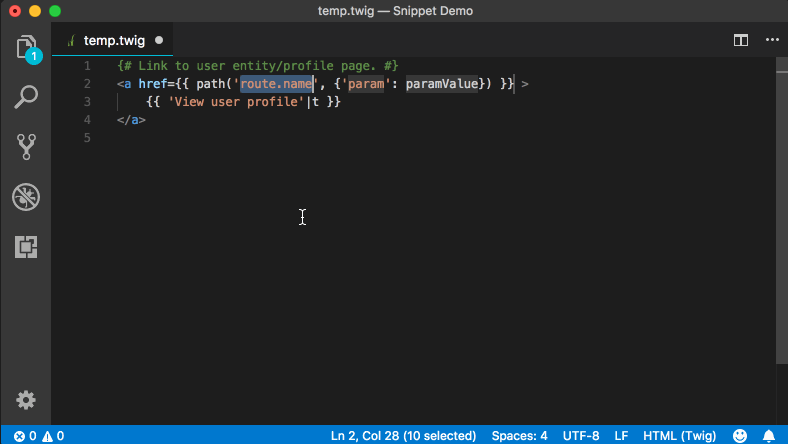 temp.twig — Snippet Demo
temp.twig
1
1 {# Link to user entity/profile page. #}
2 <a href={{ path('route.name', {'param': paramValue}) }} >
3 {{ 'View user profile'|t }}
4 </a>
5
0 0 Ln 2, Col 28 (10 selected) Spaces: 4 UTF-8 LF HTML (Twig)